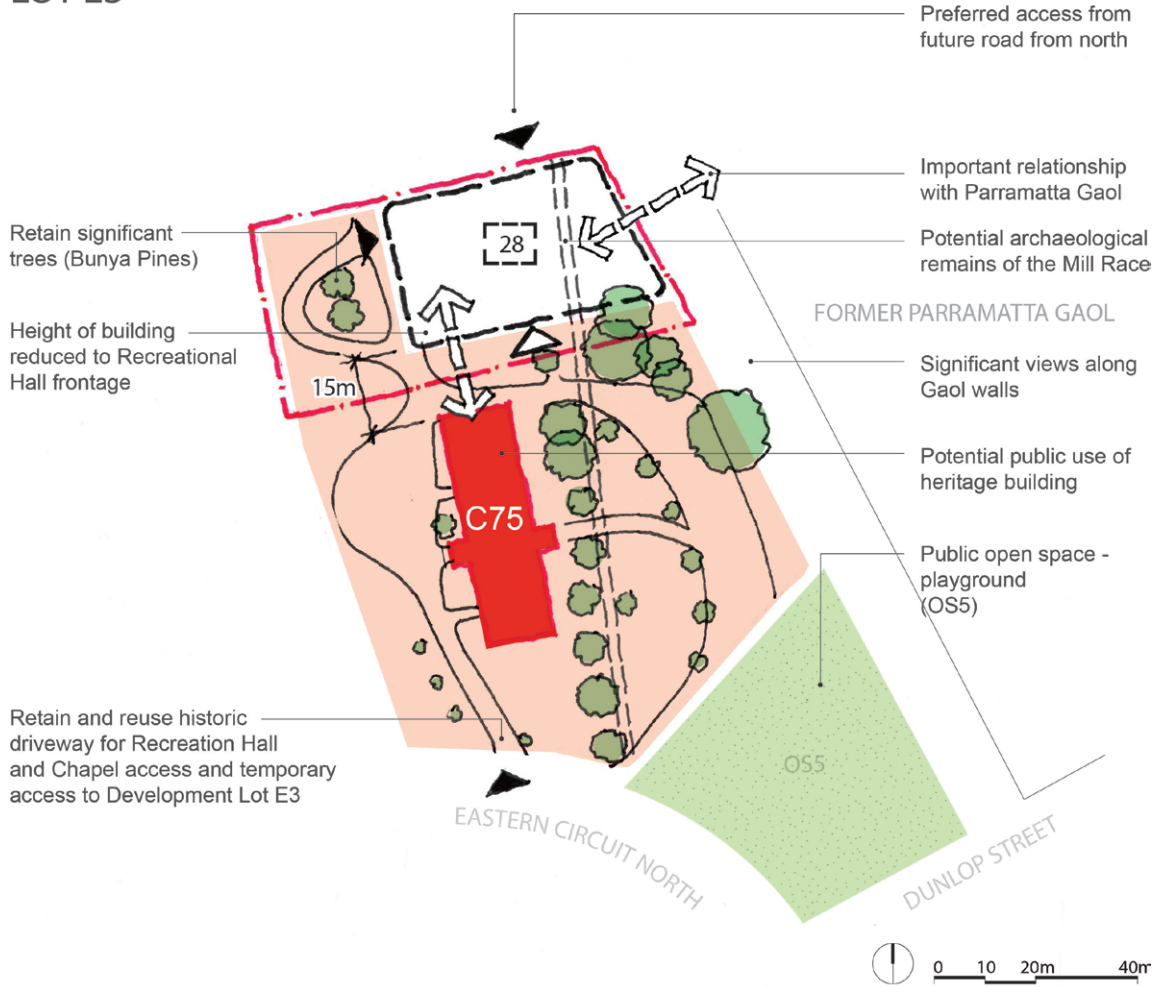 Preferred access from
future road from north
Important relationship
with Parramatta Gaol
Retain significant
trees (Bunya Pines)
28
Potential archaeological
remains of the Mill Race
FORMER PARRAMATTA GAOL
Height of building
reduced to Recreational
Hall frontage
15m
Significant views along
Gaol walls
Potential public use of
heritage building
C75
Public open space -
playground
(OS5)
Retain and reuse historic
driveway for Recreation Hall
and Chapel access and temporary
access to Development Lot E3
OS5
EASTERN CIRCUIT NORTH
DUNLOP STREET
0 10 20m 40m